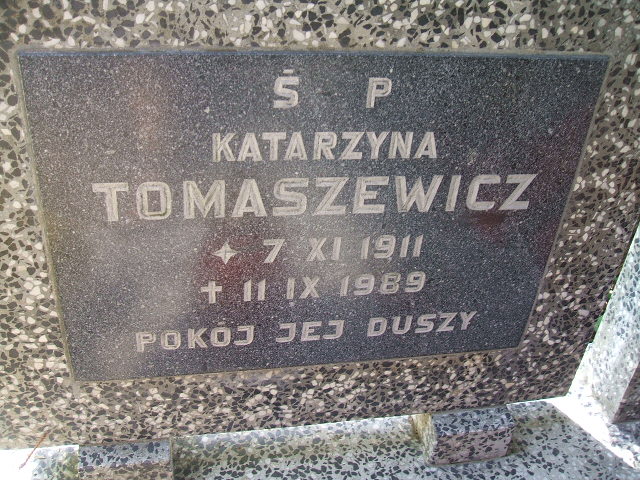 Ś P
KATARZYNA
TOMASZEWICZ
7 XI 1911
11 IX 1989
POKÓJ JEJ DUSZY